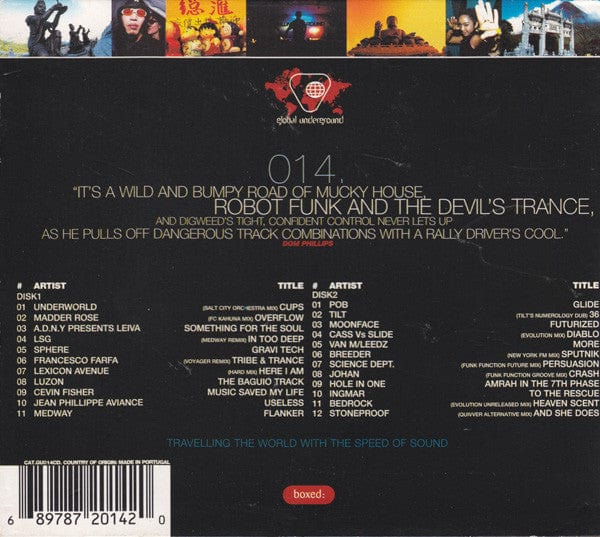 global underground
014,
"IT'S A WILD AND BUMPY ROAD OF MUCKY HOUSE,
ROBOT FUNK AND THE DEVIL'S TRANCE,
AND DIGWEED'S TIGHT, CONFIDENT CONTROL NEVER LETS UP
AS HE PULLS OFF DANGEROUS TRACK COMBINATIONS WITH A RALLY DRIVER'S COOL."
DOM PHILLIPS
# ARTIST TITLE
DISK1
01 UNDERWORLD (SALT CITY ORCHESTRA MIX) CUPS
02 MADDER ROSE (FC KAHUNA MIX) OVERFLOW
03 A.D.N.Y PRESENTS LEIVA SOMETHING FOR THE SOUL
04 LSG (MEDWAY REMIX) IN TOO DEEP
05 SPHERE GRAVI TECH
06 FRANCESCO FARFA (VOYAGER REMIX) TRIBE & TRANCE
07 LEXICON AVENUE (HARD MIX) HERE I AM
08 LUZON THE BAGUIO TRACK
09 CEVIN FISHER MUSIC SAVED MY LIFE
10 JEAN PHILLIPPE AVIANCE USELESS
11 MEDWAY FLANKER
# ARTIST TITLE
DISK2
01 POB GLIDE
02 TILT (TILT'S NUMEROLOGY DUB) 36
03 MOONFACE FUTURIZED
04 CASS Vs SLIDE (EVOLUTION MIX) DIABLO
05 VAN M/LEEDZ MORE
06 BREEDER (NEW YORK FM MIX) SPUTNIK
07 SCIENCE DEPT. (FUNK FUNCTION FUTURE MIX) PERSUASION
08 JOHAN (FUNK FUNCTION GROOVE MIX) CRASH
09 HOLE IN ONE AMRAH IN THE 7TH PHASE
10 INGMAR TO THE RESCUE
11 BEDROCK (EVOLUTION UNRELEASED MIX) HEAVEN SCENT
12 STONEPROOF (QUIVVER ALTERNATIVE MIX) AND SHE DOES
TRAVELLING THE WORLD WITH THE SPEED OF SOUND
CAT.GU014CD. COUNTRY OF ORIGIN: MADE IN PORTUGAL
6 89787 20142 0
boxed: